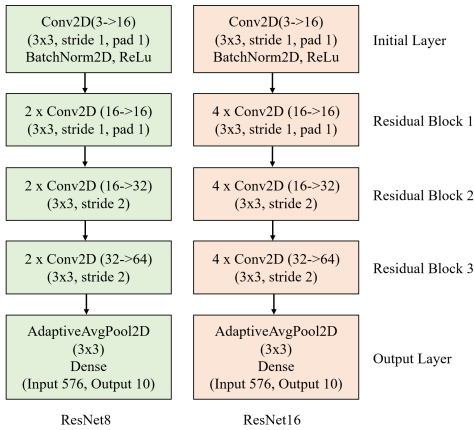 Conv2D(3->16)
(3x3, stride 1, pad 1)
BatchNorm2D, ReLu
Conv2D(3->16)
(3x3, stride 1, pad 1)
BatchNorm2D, ReLu
Initial Layer
2 x Conv2D (16->16)
(3x3, stride 1, pad 1)
4 x Conv2D (16->16)
(3x3, stride 1, pad 1)
Residual Block 1
2 x Conv2D (16->32)
(3x3, stride 2)
4 x Conv2D (16->32)
(3x3, stride 2)
Residual Block 2
2 x Conv2D (32->64)
(3x3, stride 2)
4 x Conv2D (32->64)
(3x3, stride 2)
Residual Block 3
AdaptiveAvgPool2D
(3x3)
Dense
(Input 576, Output 10)
AdaptiveAvgPool2D
(3x3)
Dense
(Input 576, Output 10)
Output Layer
ResNet8
ResNet16